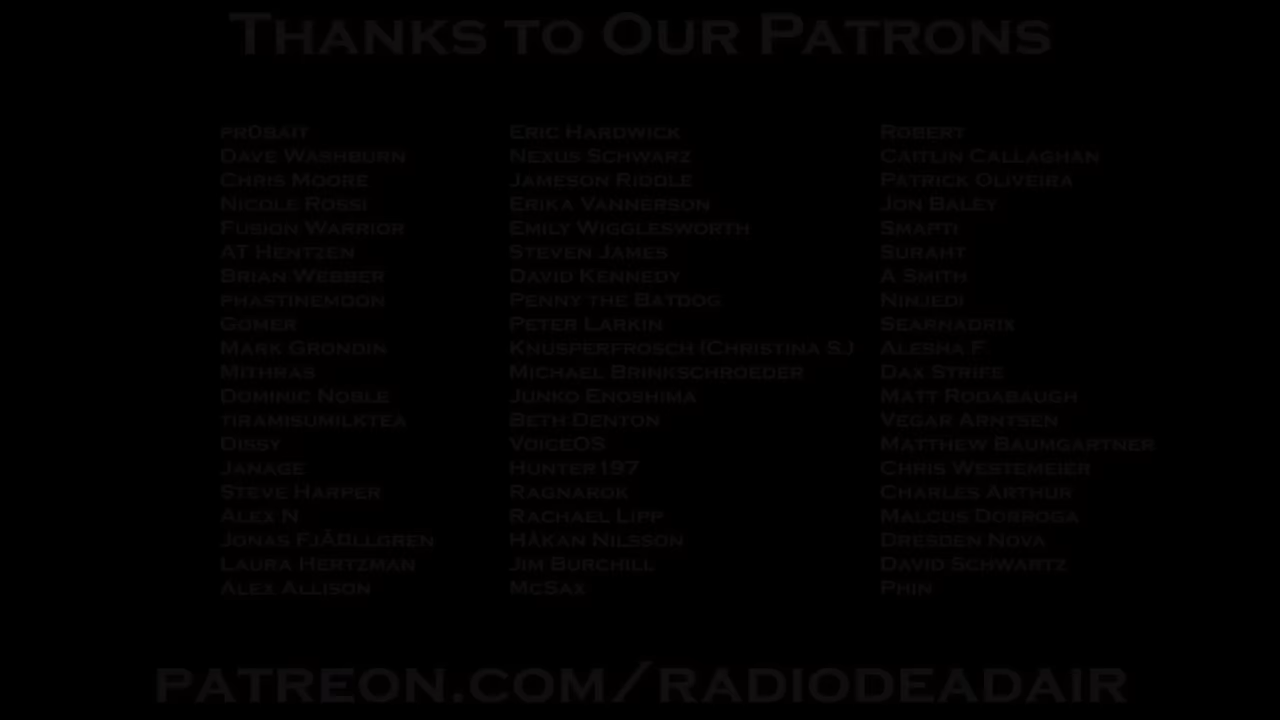 Thanks to Our Patrons
pr0bait
Dave Washburn
Chris Moore
Nicole Rossi
Fusion Warrior
AT Hentzen
Brian Webber
phastinemoon
Gomer
Mark Grondin
Mithras
Dominic Noble
tiramisumilktea
Dissy
Janage
Steve Harper
Alex N
Laura Hertzman
Alex Allison
Eric Hardwick
Nexus Schwarz
Jameson Riddle
Erika Vannerson
Emily Wigglesworth
Steven James
David Kennedy
Penny the Batdog
Peter Larkin
Knusperfrosch (Christina S.)
Michael Brinkschroeder
Junko Enoshima
Beth Denton
VoiceOS
Hunter197
Ragnarok
Rachael Lipp
Håkan Nilsson
Jim Burchill
McSax
Robert
Caitlin Callaghan
Patrick Oliveira
Jon Baley
Smapti
Suraht
A Smith
Ninjedi
Searnadrix
Alesha F
Dax Strife
Matt Rodabaugh
Vegar Arntsen
Matthew Baumgartner
Chris Westemeier
Charles Arthur
Malcus Dorroga
Dresden Nova
David Schwartz
Phin
patreon.com/radiodeadair